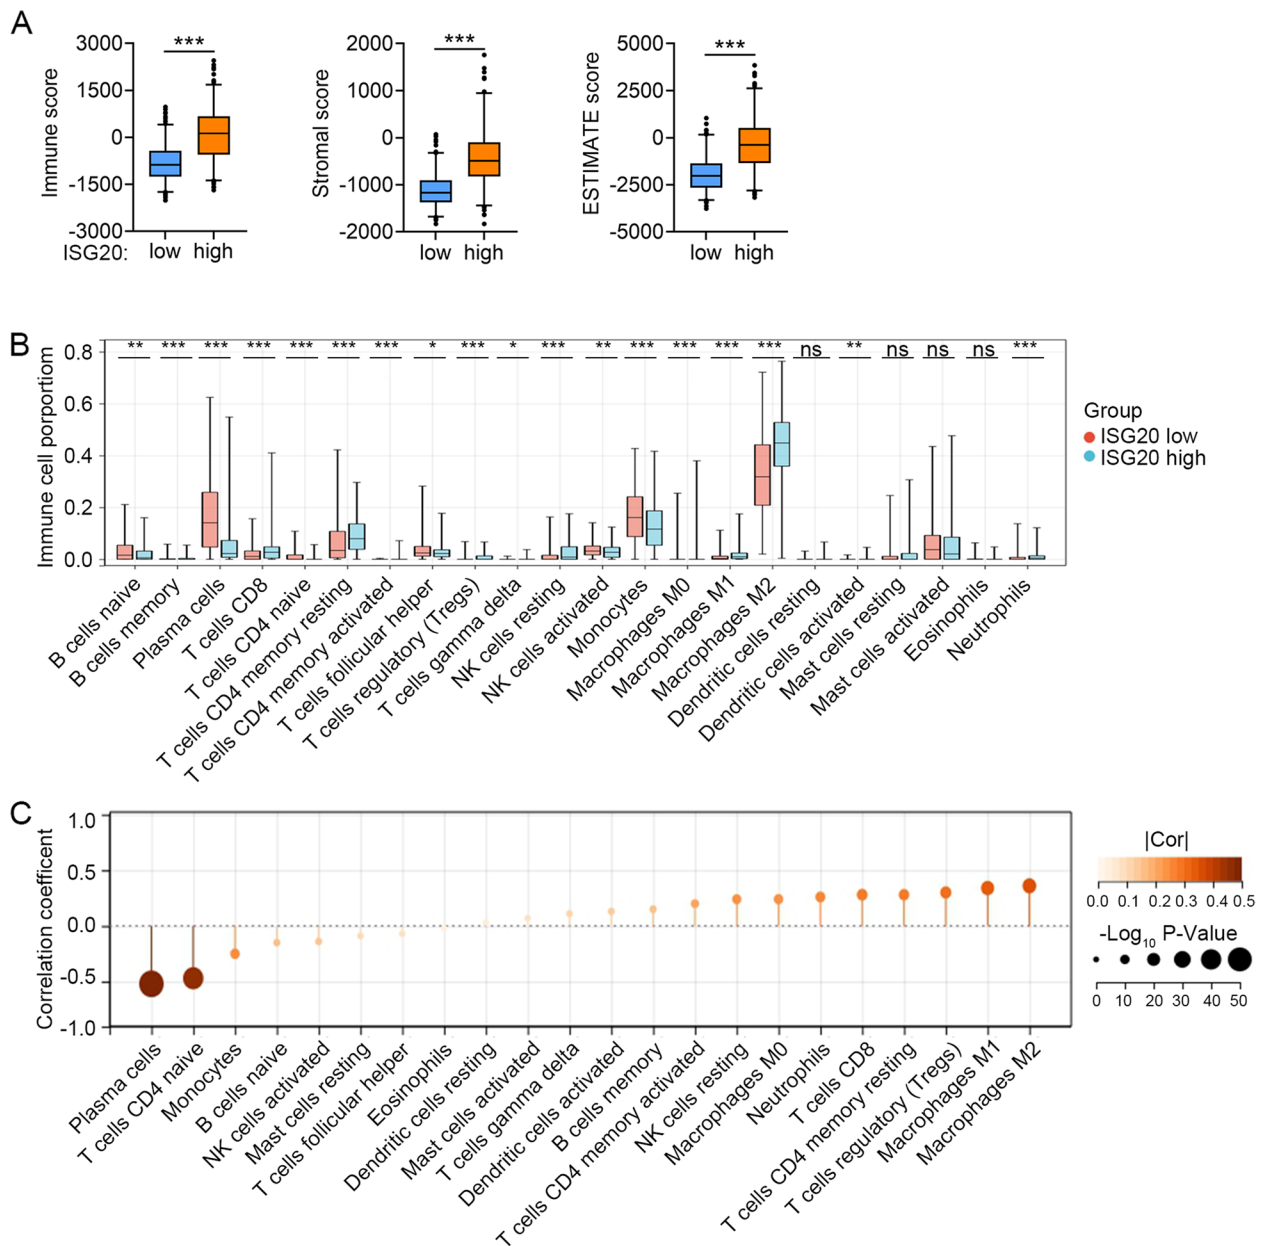 A
3000
1500
0
-1500
-3000
Immune score
***
ISG20:
low
high
2000
1000
0
-1000
-2000
Stromal score
***
low
high
5000
2500
0
-2500
-5000
ESTIMATE score
***
low
high
B
Immune cell porportion
0.8
0.6
0.4
0.2
0.0
** *** *** *** *** *** *** * *** * *** ** *** *** *** *** ns ** ns ns ns ***
Group
ISG20 low
ISG20 high
B cells naive
B cells memory
Plasma cells
T cells CD8
T cells CD4 naive
T cells CD4 memory resting
T cells CD4 memory activated
T cells follicular helper
T cells regulatory (Tregs)
T cells gamma delta
NK cells resting
NK cells activated
Monocytes
Macrophages M0
Macrophages M1
Macrophages M2
Dendritic cells resting
Dendritic cells activated
Mast cells resting
Mast cells activated
Eosinophils
Neutrophils
C
Correlation coefficent
1.0
0.5
0.0
-0.5
-1.0
Plasma cells
T cells CD4 naive
Monocytes
B cells naive
NK cells activated
Mast cells resting
T cells follicular helper
Eosinophils
Dendritic cells resting
Mast cells activated
T cells gamma delta
Dendritic cells activated
B cells memory
T cells CD4 memory activated
NK cells resting
Macrophages M0
Neutrophils
T cells CD8
T cells CD4 memory resting
T cells regulatory (Tregs)
Macrophages M1
Macrophages M2
|Cor|
0.0 0.1 0.2 0.3 0.4 0.5
-Log10 P-Value
0 10 20 30 40 50